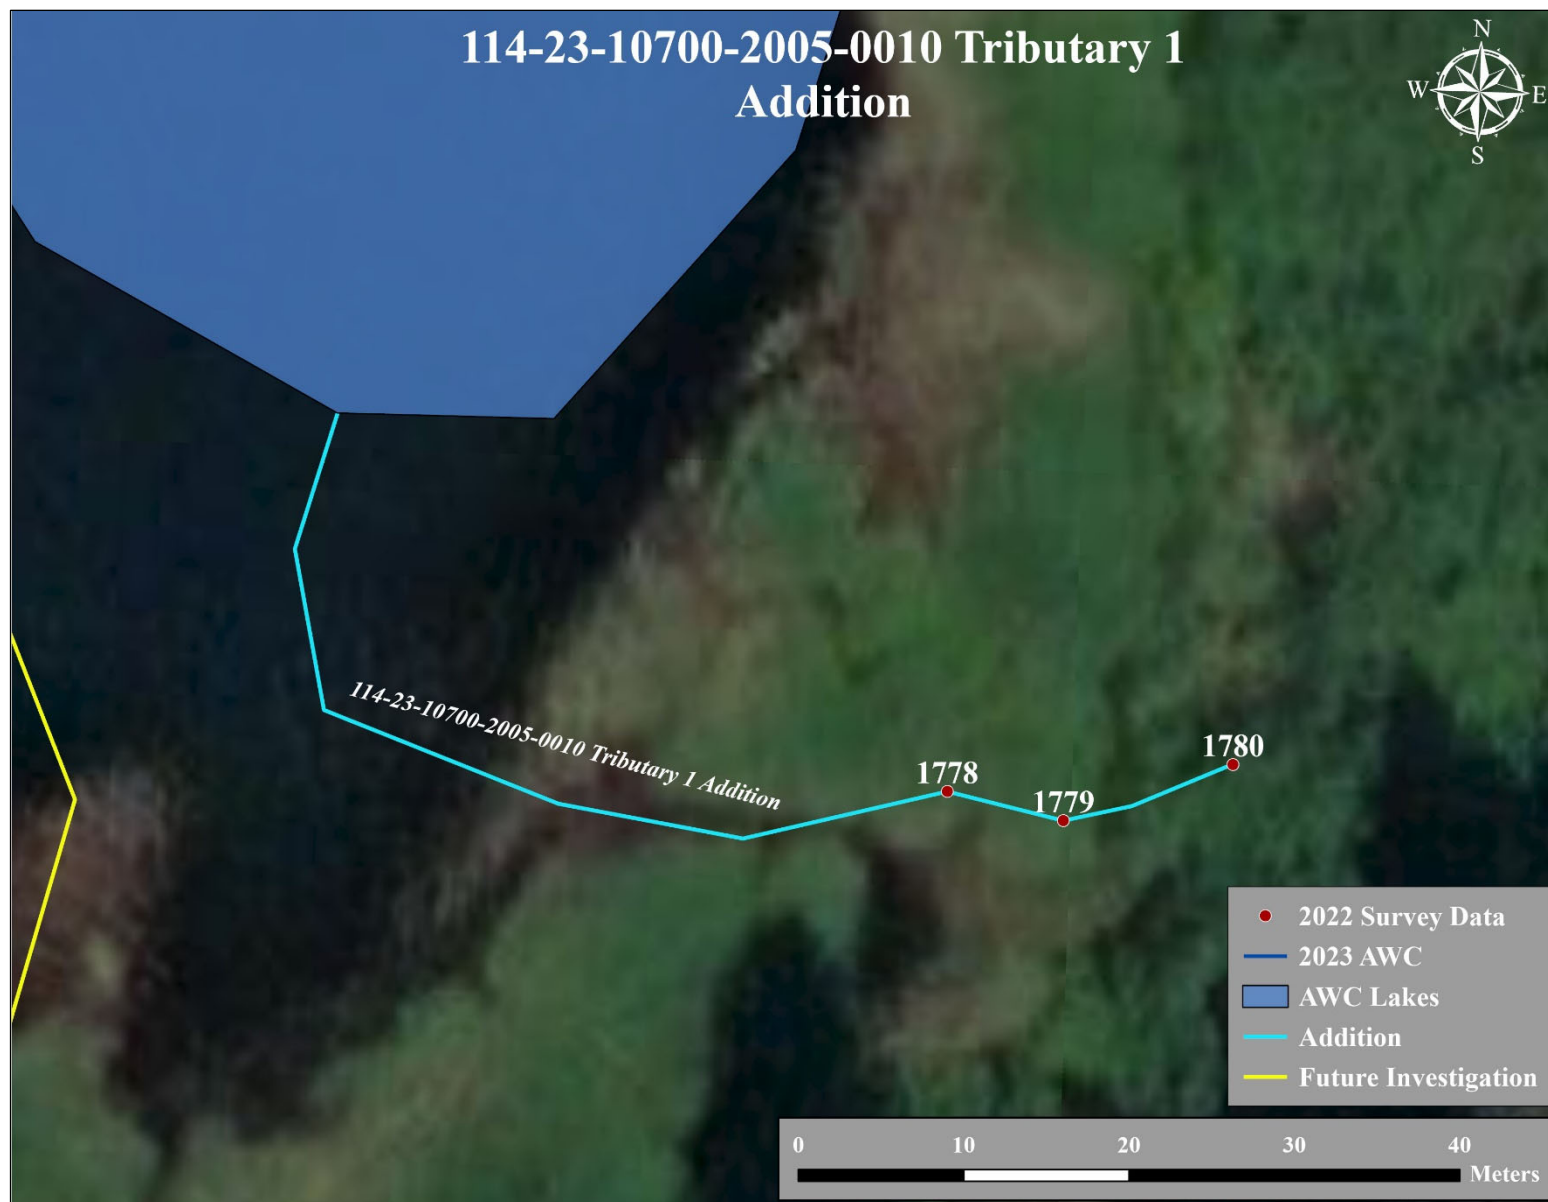 114-23-10700-2005-0010 Tributary 1
Addition
N
W E
S
114-23-10700-2005-0010 Tributary 1 Addition
1778
1779
1780
2022 Survey Data
2023 AWC
AWC Lakes
Addition
Future Investigation
0 10 20 30 40
Meters